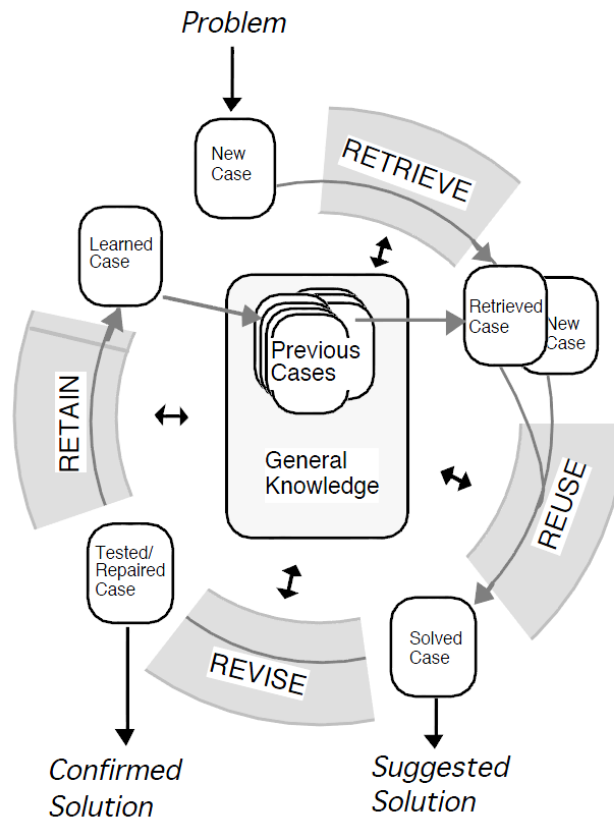 Problem
New
Case
RETRIEVE
Learned
Case
Retrieved
Case
New
Case
Previous
Cases
General
Knowledge
RETAIN
REUSE
Tested/
Repaired
Case
REVISE
Solved
Case
Confirmed
Solution
Suggested
Solution